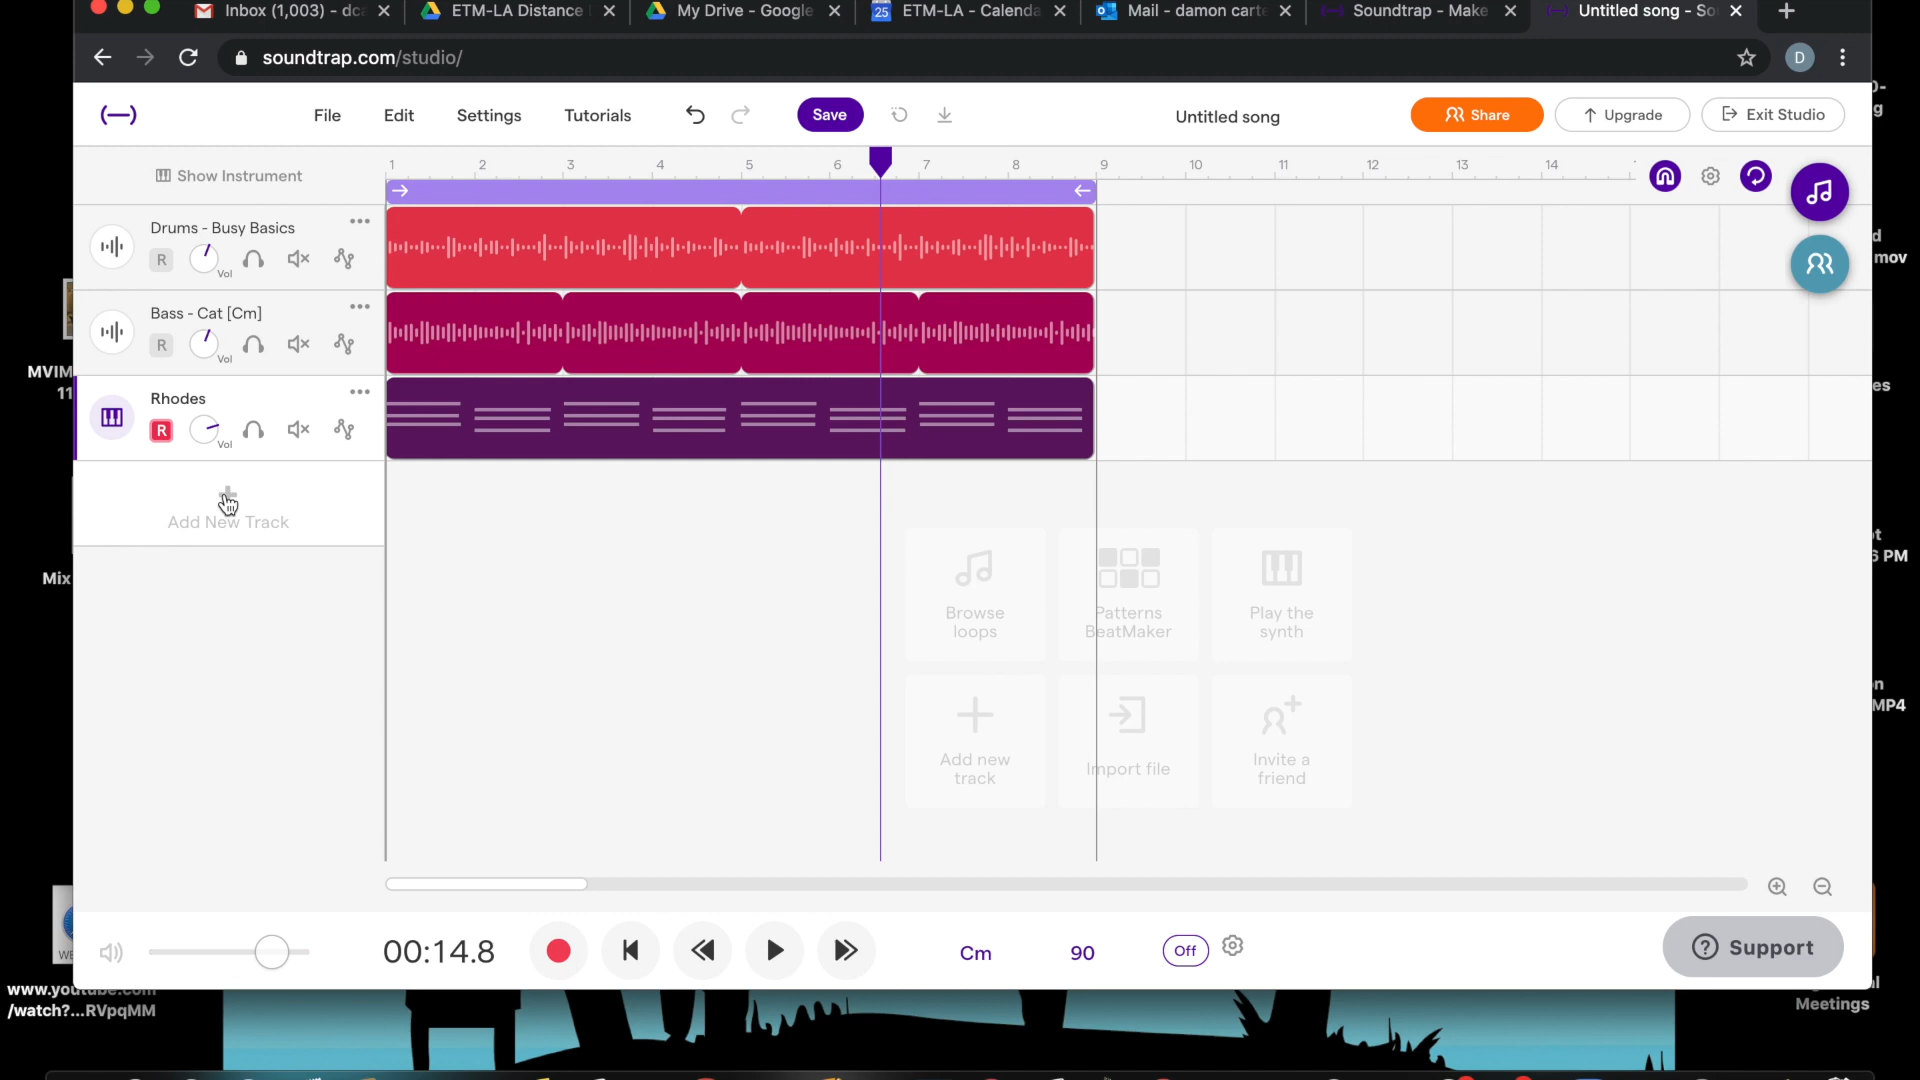 Inbox (1,003) - dca
ETM-LA Distance
My Drive - Google
25
ETM-LA - Calenda
Mail - damon carte
Soundtrap - Make
Untitled song - So
soundtrap.com/studio/
D
File
Edit
Settings
Tutorials
Save
Untitled song
Share
Upgrade
Exit Studio
Show Instrument
1 2 3 4 5 6 7 8 9 10 11 12 13 14
Drums - Busy Basics
R
Vol
Bass - Cat [Cm]
R
Vol
Rhodes
R
Vol
Add New Track
Browse
loops
Patterns
BeatMaker
Play the
synth
Add new
track
Import file
Invite a
friend
00:14.8
Cm
90
Off
Support
MVIM
11
Mix
mov
PM
MP4
www.youtube.com
/watch?...RVpqMM
Meetings